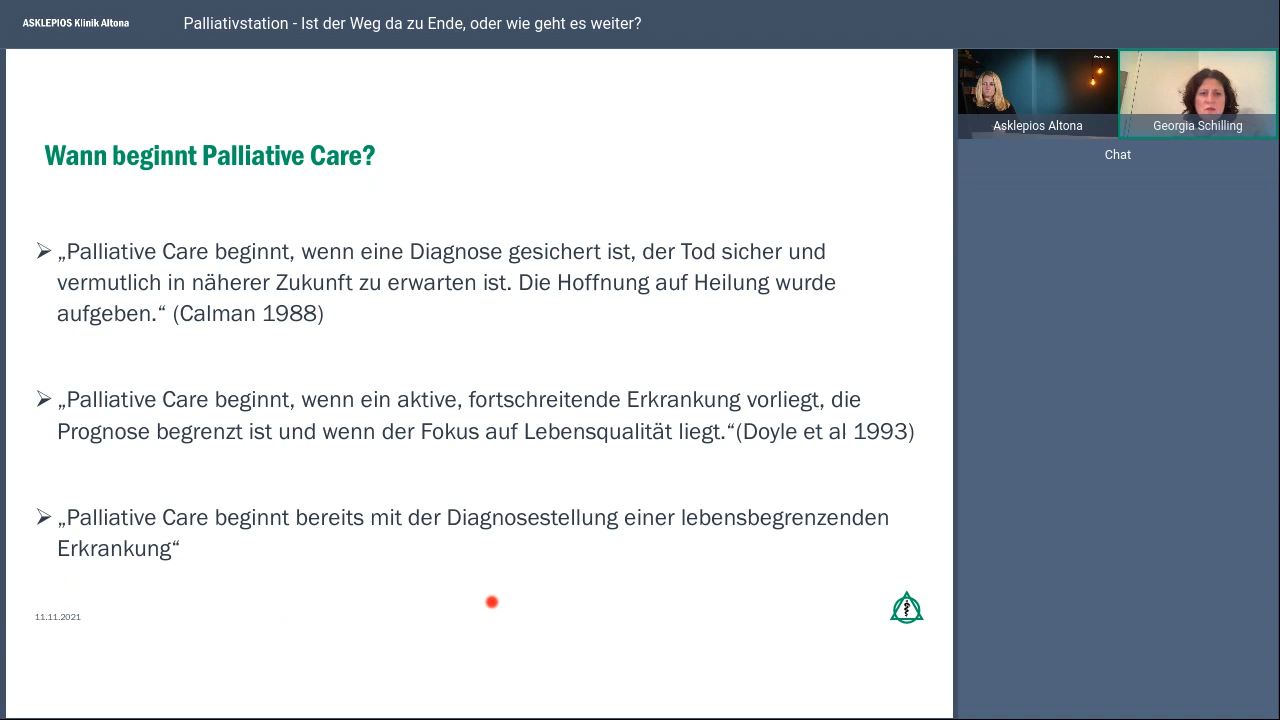 ASKLEPIOS Klinik Altona
Palliativstation - Ist der Weg da zu Ende, oder wie geht es weiter?
Wann beginnt Palliative Care?
➢ „Palliative Care beginnt, wenn eine Diagnose gesichert ist, der Tod sicher und
vermutlich in näherer Zukunft zu erwarten ist. Die Hoffnung auf Heilung wurde
aufgeben.“ (Calman 1988)
➢ „Palliative Care beginnt, wenn ein aktive, fortschreitende Erkrankung vorliegt, die
Prognose begrenzt ist und wenn der Fokus auf Lebensqualität liegt.“(Doyle et al 1993)
➢ „Palliative Care beginnt bereits mit der Diagnosestellung einer lebensbegrenzenden
Erkrankung“
11.11.2021
Asklepios Altona
Georgia Schilling
Chat